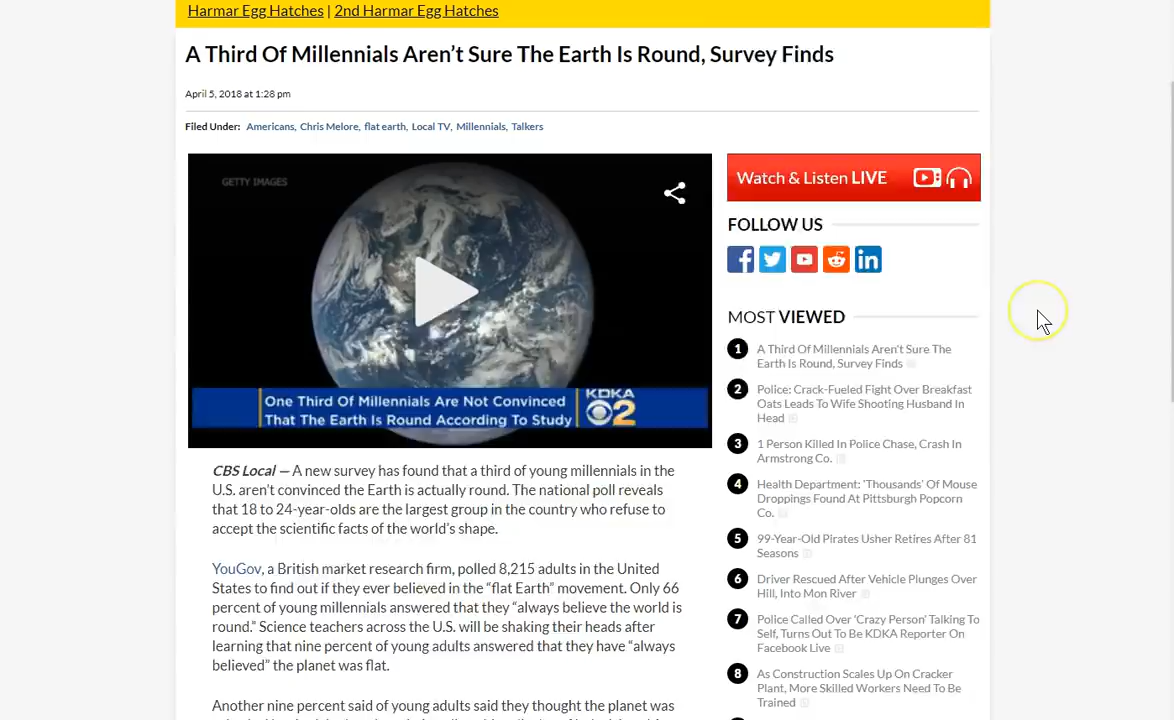 Harmar Egg Hatches | 2nd Harmar Egg Hatches
A Third Of Millennials Aren’t Sure The Earth Is Round, Survey Finds
April 5, 2018 at 1:28 pm
Filed Under: Americans, Chris Melore, flat earth, Local TV, Millennials, Talkers
GETTY IMAGES
One Third Of Millennials Are Not Convinced
That The Earth Is Round According To Study
KDKA
2
CBS Local — A new survey has found that a third of young millennials in the
U.S. aren’t convinced the Earth is actually round. The national poll reveals
that 18 to 24-year-olds are the largest group in the country who refuse to
accept the scientific facts of the world’s shape.
YouGov, a British market research firm, polled 8,215 adults in the United
States to find out if they ever believed in the “flat Earth” movement. Only 66
percent of young millennials answered that they “always believe the world is
round.” Science teachers across the U.S. will be shaking their heads after
learning that nine percent of young adults answered that they have “always
believed” the planet was flat.
Another nine percent said of young adults said they thought the planet was
Watch & Listen LIVE
FOLLOW US
MOST VIEWED
1 A Third Of Millennials Aren't Sure The
Earth Is Round, Survey Finds
2 Police: Crack-Fueled Fight Over Breakfast
Oats Leads To Wife Shooting Husband In
Head
3 1 Person Killed In Police Chase, Crash In
Armstrong Co.
4 Health Department: 'Thousands' Of Mouse
Droppings Found At Pittsburgh Popcorn
Co.
5 99-Year-Old Pirates Usher Retires After 81
Seasons
6 Driver Rescued After Vehicle Plunges Over
Hill, Into Mon River
7 Police Called Over 'Crazy Person' Talking To
Self, Turns Out To Be KDKA Reporter On
Facebook Live
8 As Construction Scales Up On Cracker
Plant, More Skilled Workers Need To Be
Trained